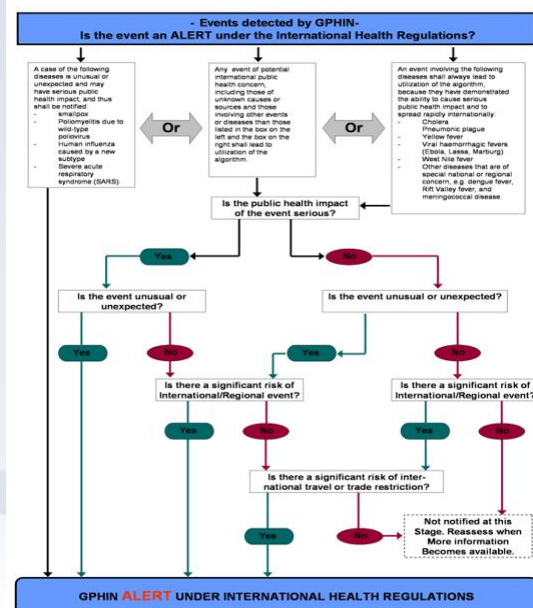 - Events detected by GPHIN-
Is the event an ALERT under the International Health Regulations?
A case of the following
diseases is unusual or
unexpected and may
have serious public
health impact, and thus
shall be notified:
- smallpox
- Poliomyelitis due to
wild-type
poliovirus
- Human influenza
caused by a new
subtype
- Severe acute
respiratory
syndrome (SARS).
Or
Any event of potential
international public
health concern,
including those of
unknown causes or
sources and those
involving other events
or diseases than those
listed in the box on
the left and the box on
the right shall lead to
utilization of the
algorithm.
Or
An event involving the following
diseases shall always lead to
utilization of the algorithm,
because they have demonstrated
the ability to cause serious
public health impact and to
spread rapidly internationally:
- Cholera
- Pneumonic plague
- Yellow fever
- Viral haemorrhagic fevers
(Ebola, Lassa, Marburg)
- West Nile fever
- Other diseases that are of
special national or regional
concern, e.g. dengue fever,
Rift Valley fever, and
meningococcal disease.
Is the public health impact
of the event serious?
Yes
No
Is the event unusual or
unexpected?
Is the event unusual or unexpected?
Yes
No
Yes
No
Is there a significant risk of
International/Regional event?
Is there a significant risk of
International/Regional event?
Yes
No
Yes
No
Is there a significant risk of inter-
national travel or trade restriction?
Yes
No
Not notified at this
Stage. Reassess when
More information
Becomes available.
GPHIN ALERT UNDER INTERNATIONAL HEALTH REGULATIONS